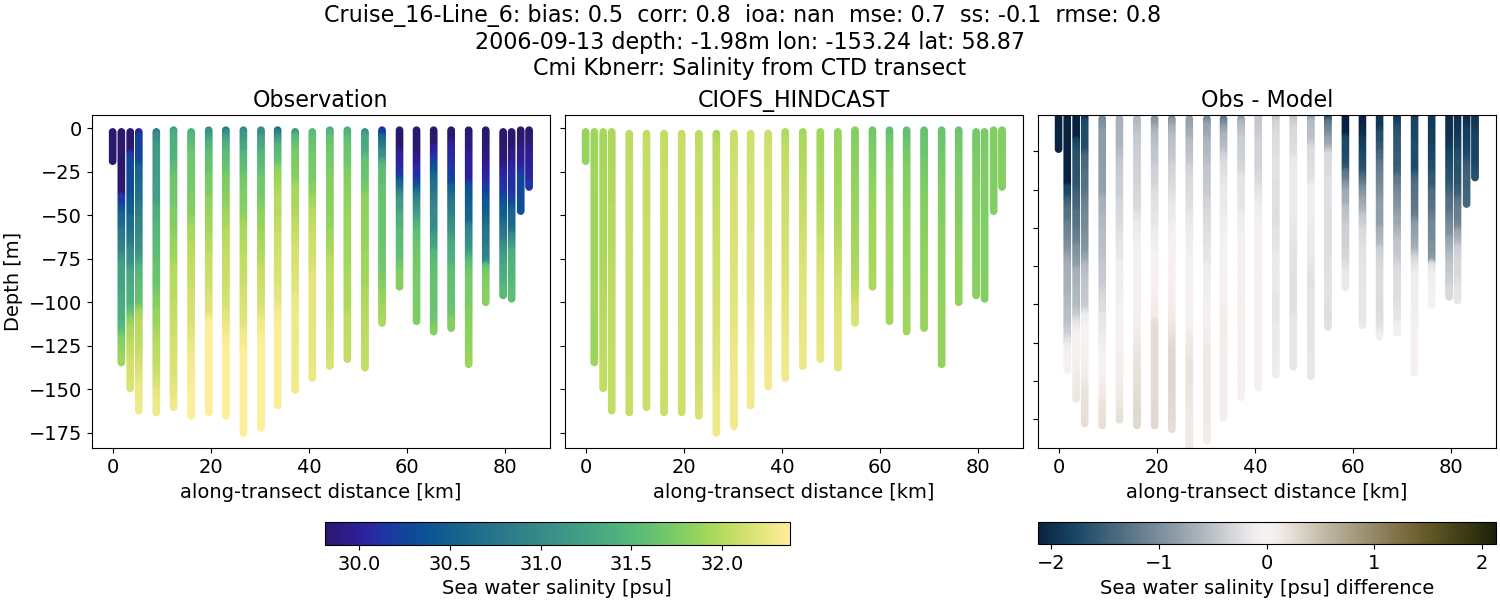 Cruise_16-Line_6: bias: 0.5  corr: 0.8  ioa: nan  mse: 0.7  ss: -0.1  rmse: 0.8
2006-09-13 depth: -1.98m lon: -153.24 lat: 58.87
Cmi Kbnerr: Salinity from CTD transect
Observation
CIOFS_HINDCAST
Obs - Model
Depth [m]
0
−25
−50
−75
−100
−125
−150
−175
0 20 40 60 80
0 20 40 60 80
0 20 40 60 80
along-transect distance [km]
along-transect distance [km]
along-transect distance [km]
30.0 30.5 31.0 31.5 32.0
Sea water salinity [psu]
−2 −1 0 1 2
Sea water salinity [psu] difference